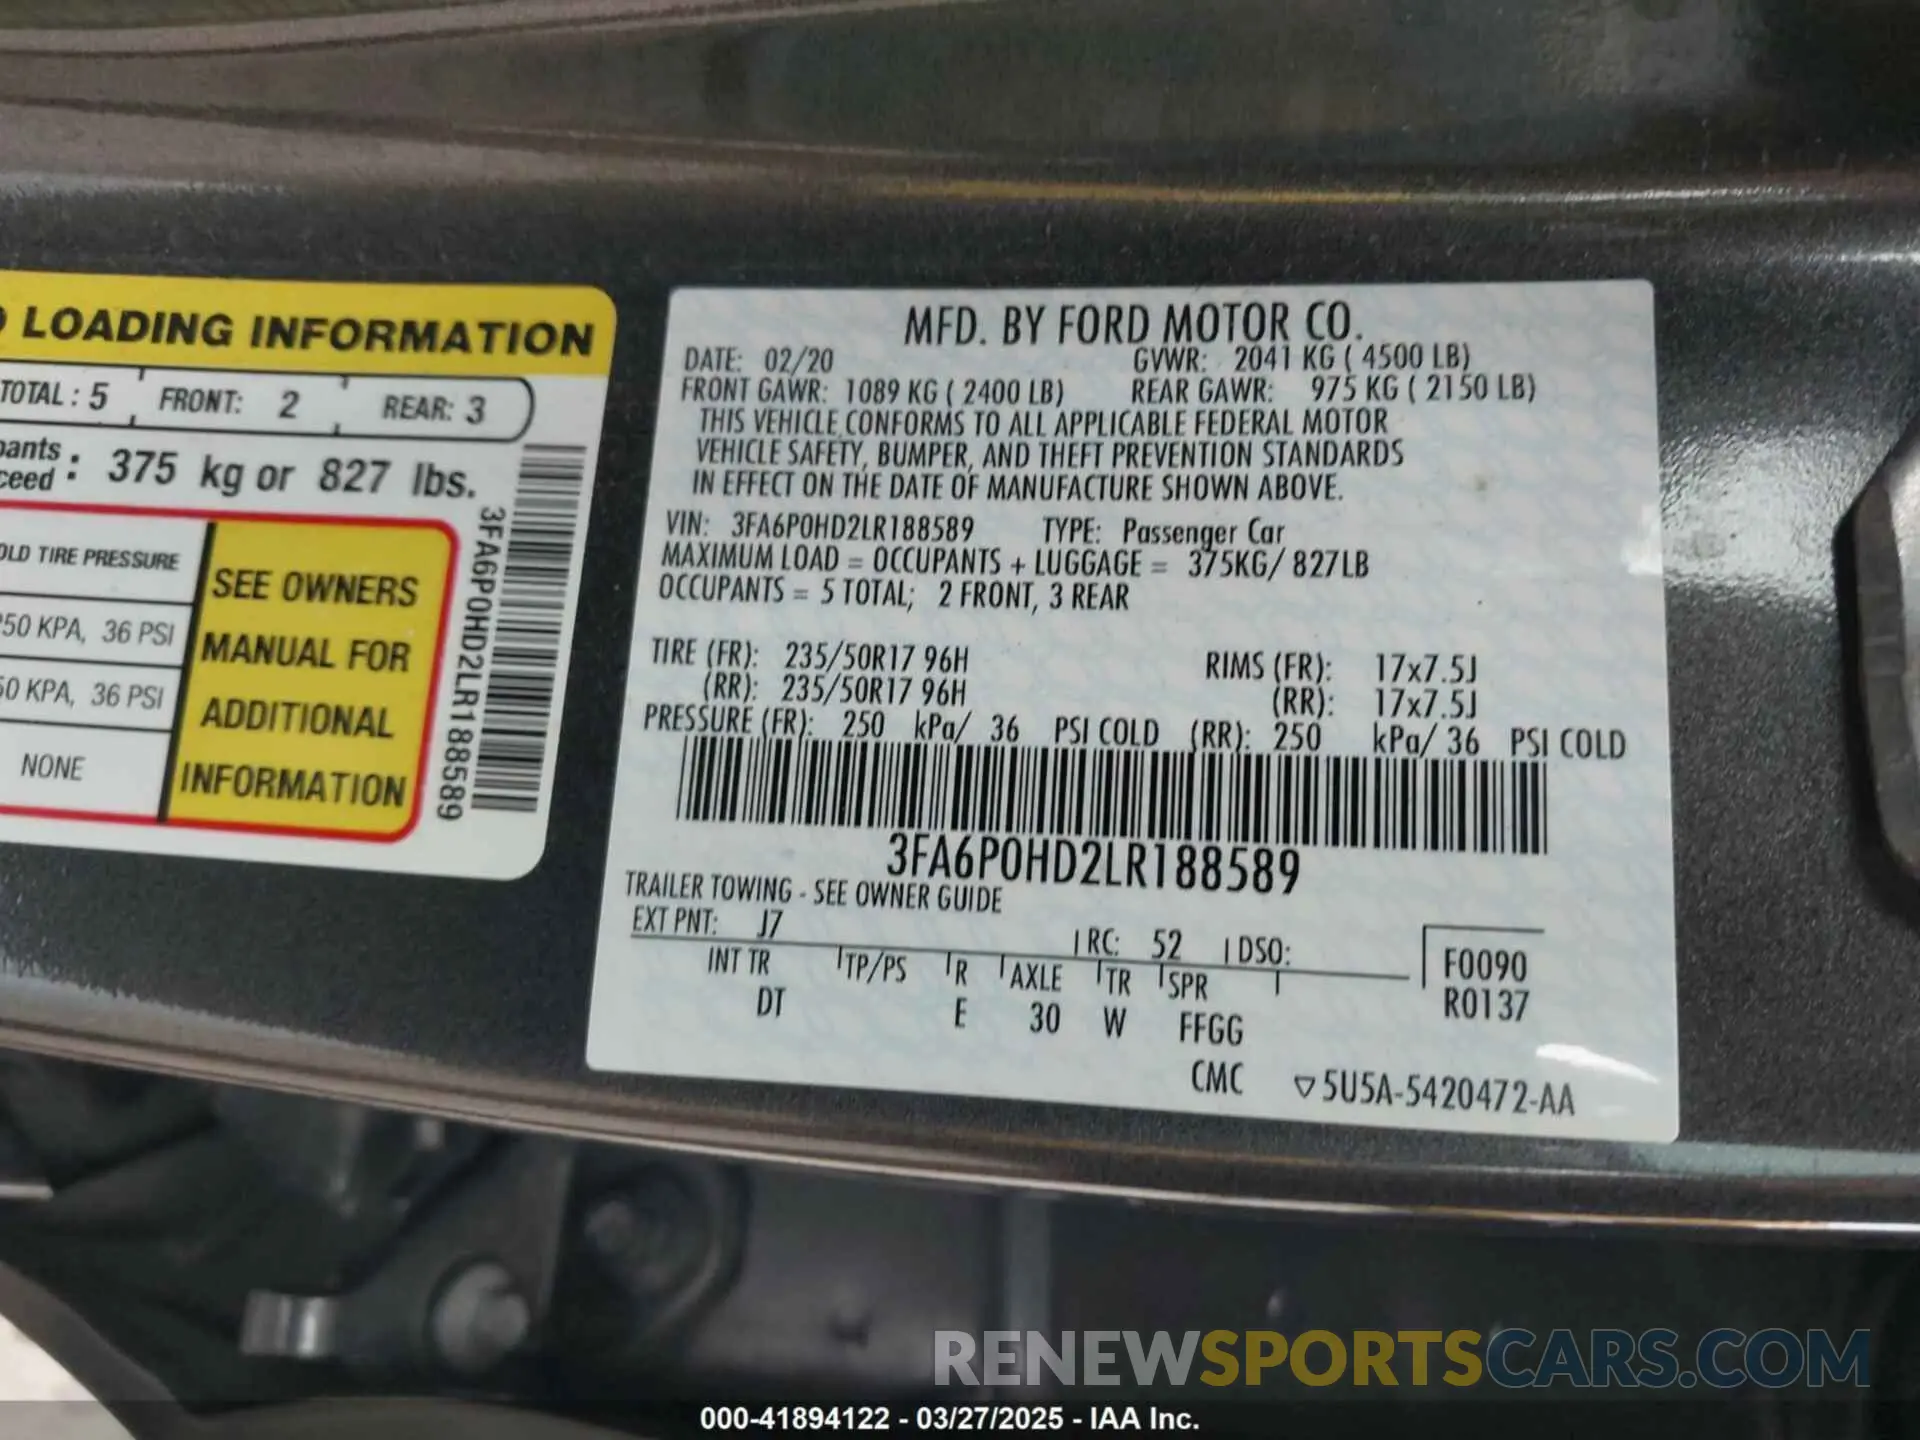 LOADING INFORMATION
TOTAL : 5 FRONT: 2 REAR: 3
: 375 kg or 827 lbs.
TIRE PRESSURE
KPA, 36 PSI
KPA, 36 PSI
NONE
SEE OWNERS
MANUAL FOR
ADDITIONAL
INFORMATION
3FA6P0HD2LR188589
MFD. BY FORD MOTOR CO.
DATE: 02/20 GVWR: 2041 KG ( 4500 LB)
FRONT GAWR: 1089 KG ( 2400 LB) REAR GAWR: 975 KG ( 2150 LB)
THIS VEHICLE CONFORMS TO ALL APPLICABLE FEDERAL MOTOR
VEHICLE SAFETY, BUMPER, AND THEFT PREVENTION STANDARDS
IN EFFECT ON THE DATE OF MANUFACTURE SHOWN ABOVE.
VIN: 3FA6P0HD2LR188589 TYPE: Passenger Car
MAXIMUM LOAD = OCCUPANTS + LUGGAGE = 375KG/ 827LB
OCCUPANTS = 5 TOTAL; 2 FRONT, 3 REAR
TIRE (FR): 235/50R17 96H RIMS (FR): 17x7.5J
(RR): 235/50R17 96H (RR): 17x7.5J
PRESSURE (FR): 250 kPa/ 36 PSI COLD (RR): 250 kPa/ 36 PSI COLD
3FA6P0HD2LR188589
TRAILER TOWING - SEE OWNER GUIDE
EXT PNT: J7 RC: 52 DSO:
INT TR TP/PS R AXLE TR SPR
DT E 30 W FFGG
F0090
R0137
CMC ▽5U5A-5420472-AA
RENEWSPORTSCARS.COM
000-41894122 - 03/27/2025 - IAA Inc.